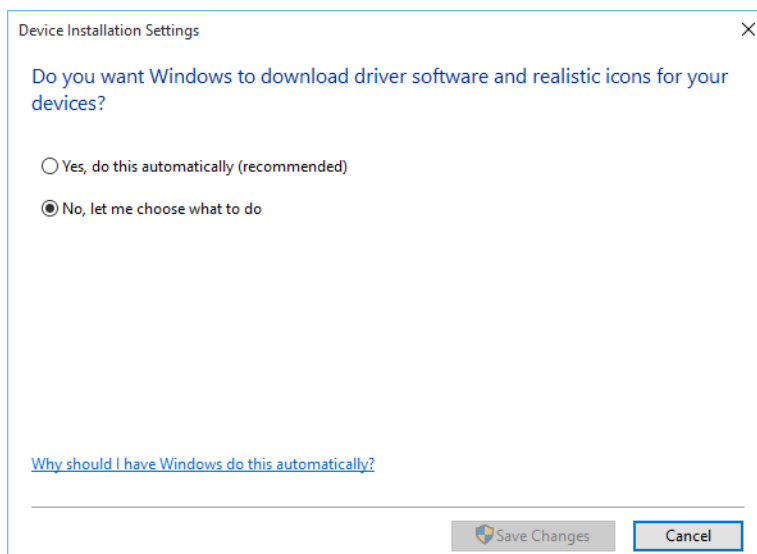 Device Installation Settings
Do you want Windows to download driver software and realistic icons for your
devices?
Yes, do this automatically (recommended)
No, let me choose what to do
Why should I have Windows do this automatically?
Save Changes
Cancel